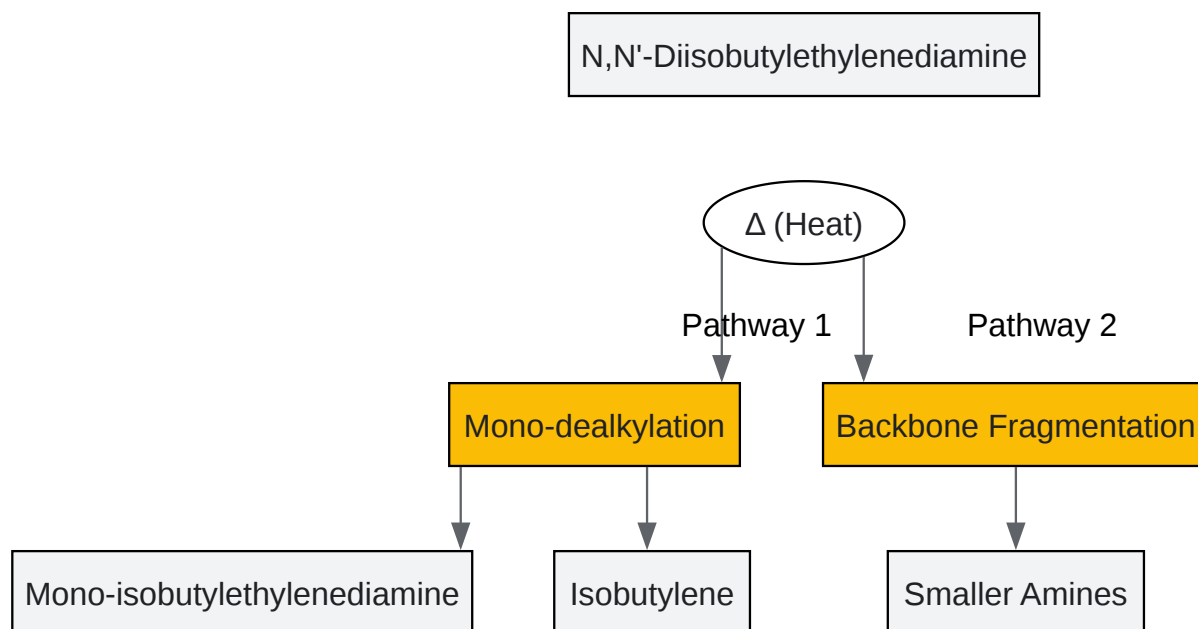 N,N'-Diisobutylethylenediamine
Δ (Heat)
Pathway 1
Pathway 2
Mono-dealkylation
Backbone Fragmentation
Mono-isobutylethylenediamine
Isobutylene
Smaller Amines